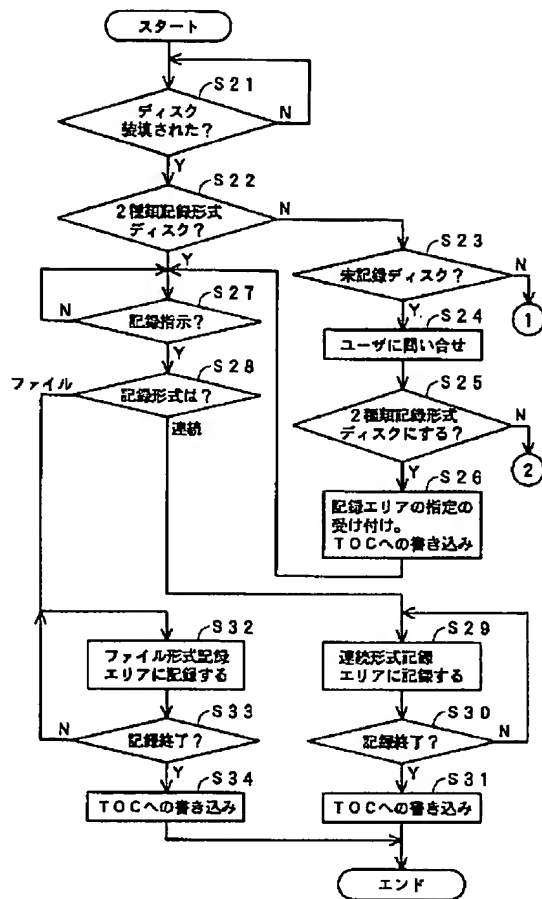 スタート
S21
ディスク
装填された？
N
Y
S22
2種類記録形式
ディスク？
N
Y
S23
未記録ディスク？
N
①
Y
S24
ユーザに問い合せ
S25
2種類記録形式
ディスクにする？
N
②
Y
S26
記録エリアの指定の
受け付け。
TOCへの書き込み
S27
記録指示？
N
Y
S28
記録形式は？
ファイル
連続
S32
ファイル形式記録
エリアに記録する
S33
記録終了？
N
Y
S34
TOCへの書き込み
S29
連続形式記録
エリアに記録する
S30
記録終了？
N
Y
S31
TOCへの書き込み
エンド